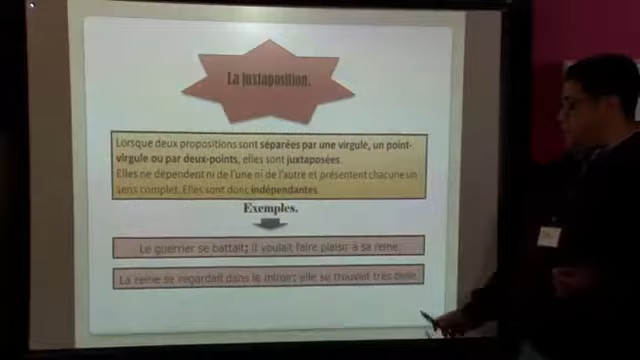 La juxtaposition.
Lorsque deux propositions sont séparées par une virgule, un point-
virgule ou par deux-points, elles sont juxtaposées.
Elles ne dépendent ni de l'une ni de l'autre et présentent chacune un
sens complet. Elles sont donc indépendantes.
Exemples.
Le guerrier se battait; il voulait faire plaisir à sa reine.
La reine se regardait dans le miroir; elle se trouvait très belle.